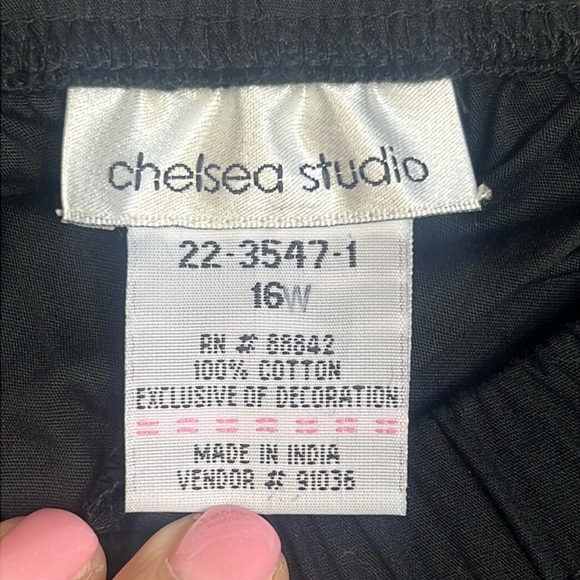 chelsea studio
22-3547-1
16W
RN # 88842
100% COTTON
EXCLUSIVE OF DECORATION
MADE IN INDIA
VENDOR # 91036